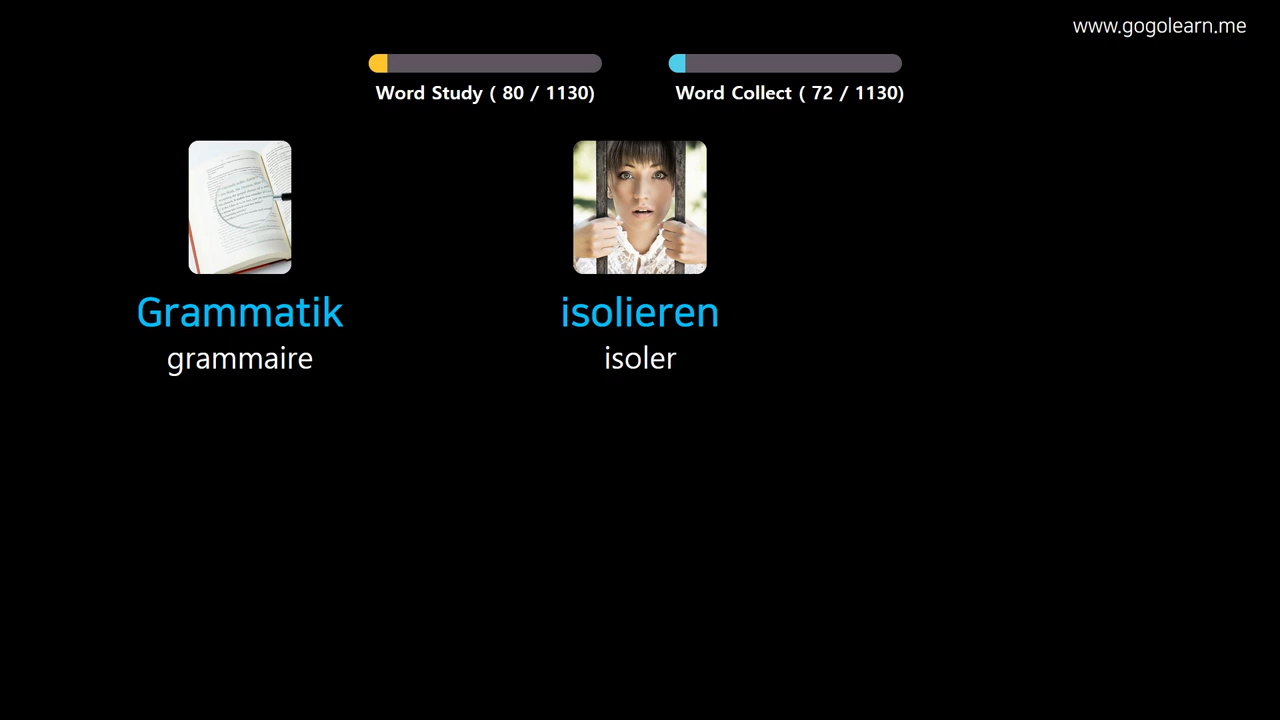 www.gogolearn.me
Word Study ( 80 / 1130)
Word Collect ( 72 / 1130)
Grammatik
grammaire
isolieren
isoler